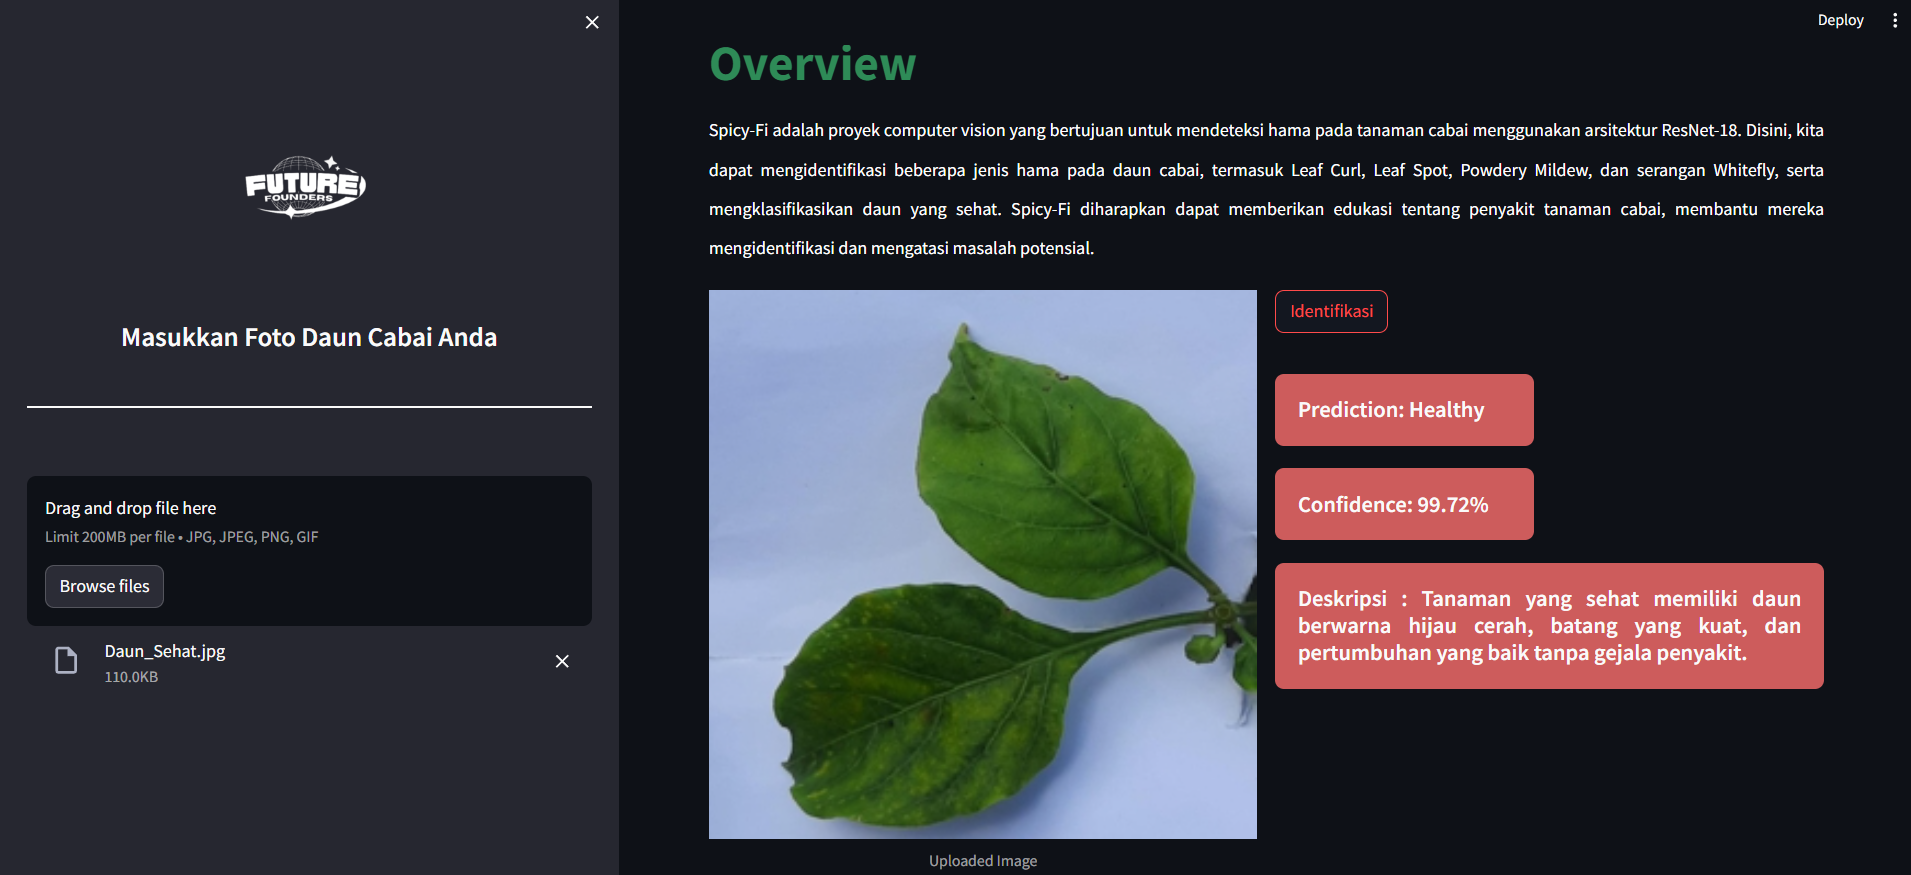 FUTURE
FOUNDERS
Masukkan Foto Daun Cabai Anda
Drag and drop file here
Limit 200MB per file • JPG, JPEG, PNG, GIF
Browse files
Daun_Sehat.jpg
110.0KB
Deploy
Overview
Spicy-Fi adalah proyek computer vision yang bertujuan untuk mendeteksi hama pada tanaman cabai menggunakan arsitektur ResNet-18. Disini, kita
dapat mengidentifikasi beberapa jenis hama pada daun cabai, termasuk Leaf Curl, Leaf Spot, Powdery Mildew, dan serangan Whitefly, serta
mengklasifikasikan daun yang sehat. Spicy-Fi diharapkan dapat memberikan edukasi tentang penyakit tanaman cabai, membantu mereka
mengidentifikasi dan mengatasi masalah potensial.
Identifikasi
Prediction: Healthy
Confidence: 99.72%
Deskripsi : Tanaman yang sehat memiliki daun
berwarna hijau cerah, batang yang kuat, dan
pertumbuhan yang baik tanpa gejala penyakit.
Uploaded Image